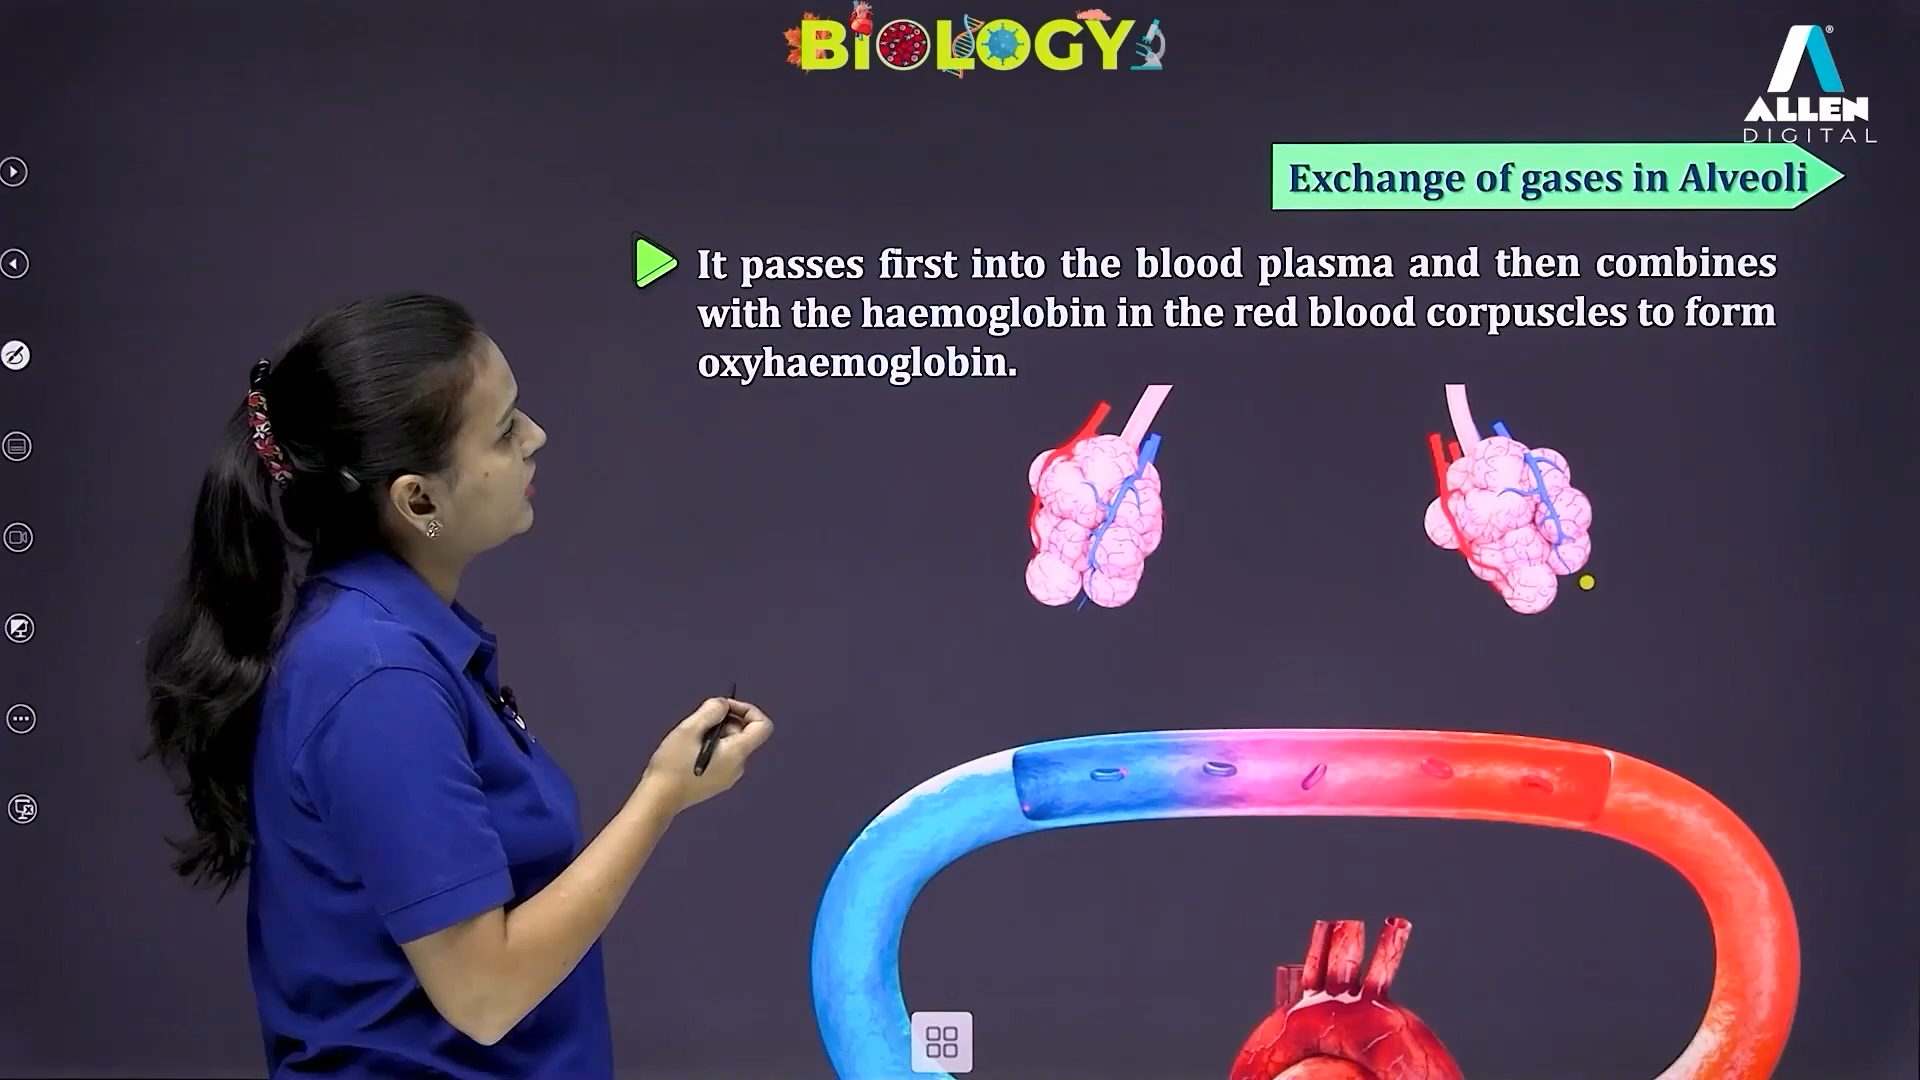 BIOLOGY
ALLEN
DIGITAL
Exchange of gases in Alveoli
It passes first into the blood plasma and then combines
with the haemoglobin in the red blood corpuscles to form
oxyhaemoglobin.